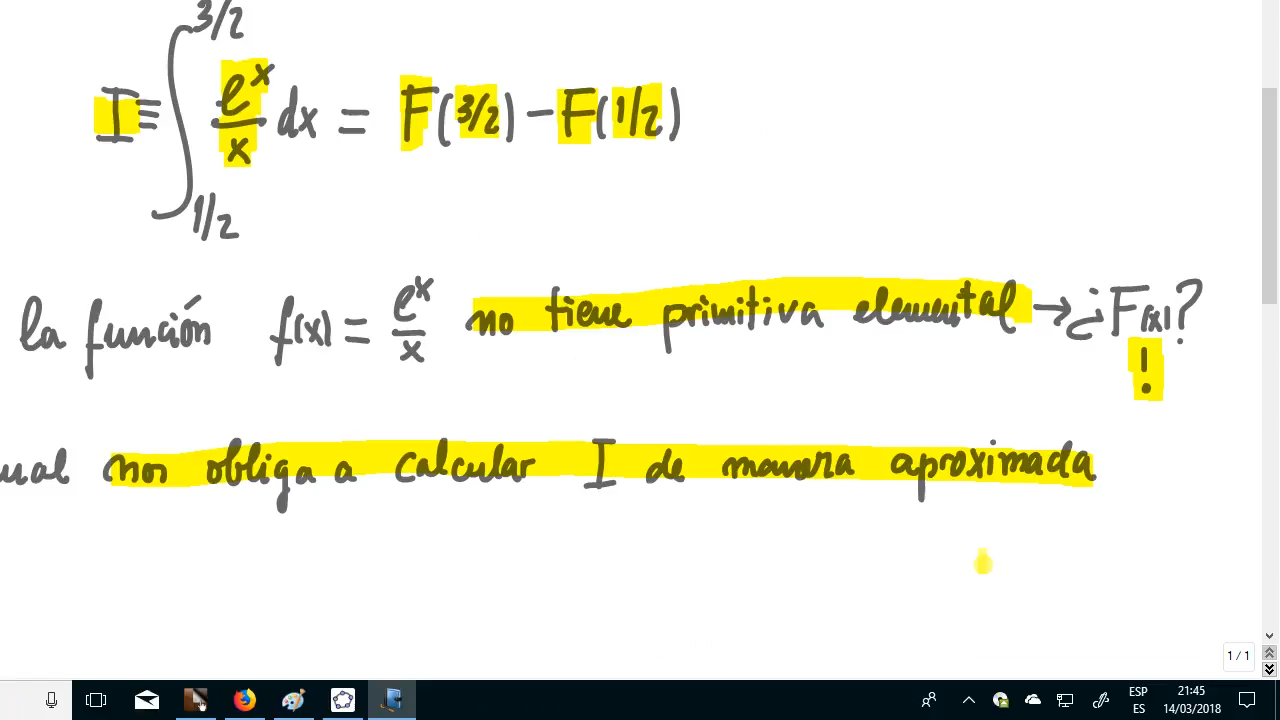 I ≡ ∫_{1/2}^{3/2} e^x/x dx = F(3/2) - F(1/2)
la función f(x) = e^x/x no tiene primitiva elemental → ¿F(x)?
!
nos obliga a calcular I de manera aproximada
1 / 1
ESP 21:45
ES 14/03/2018